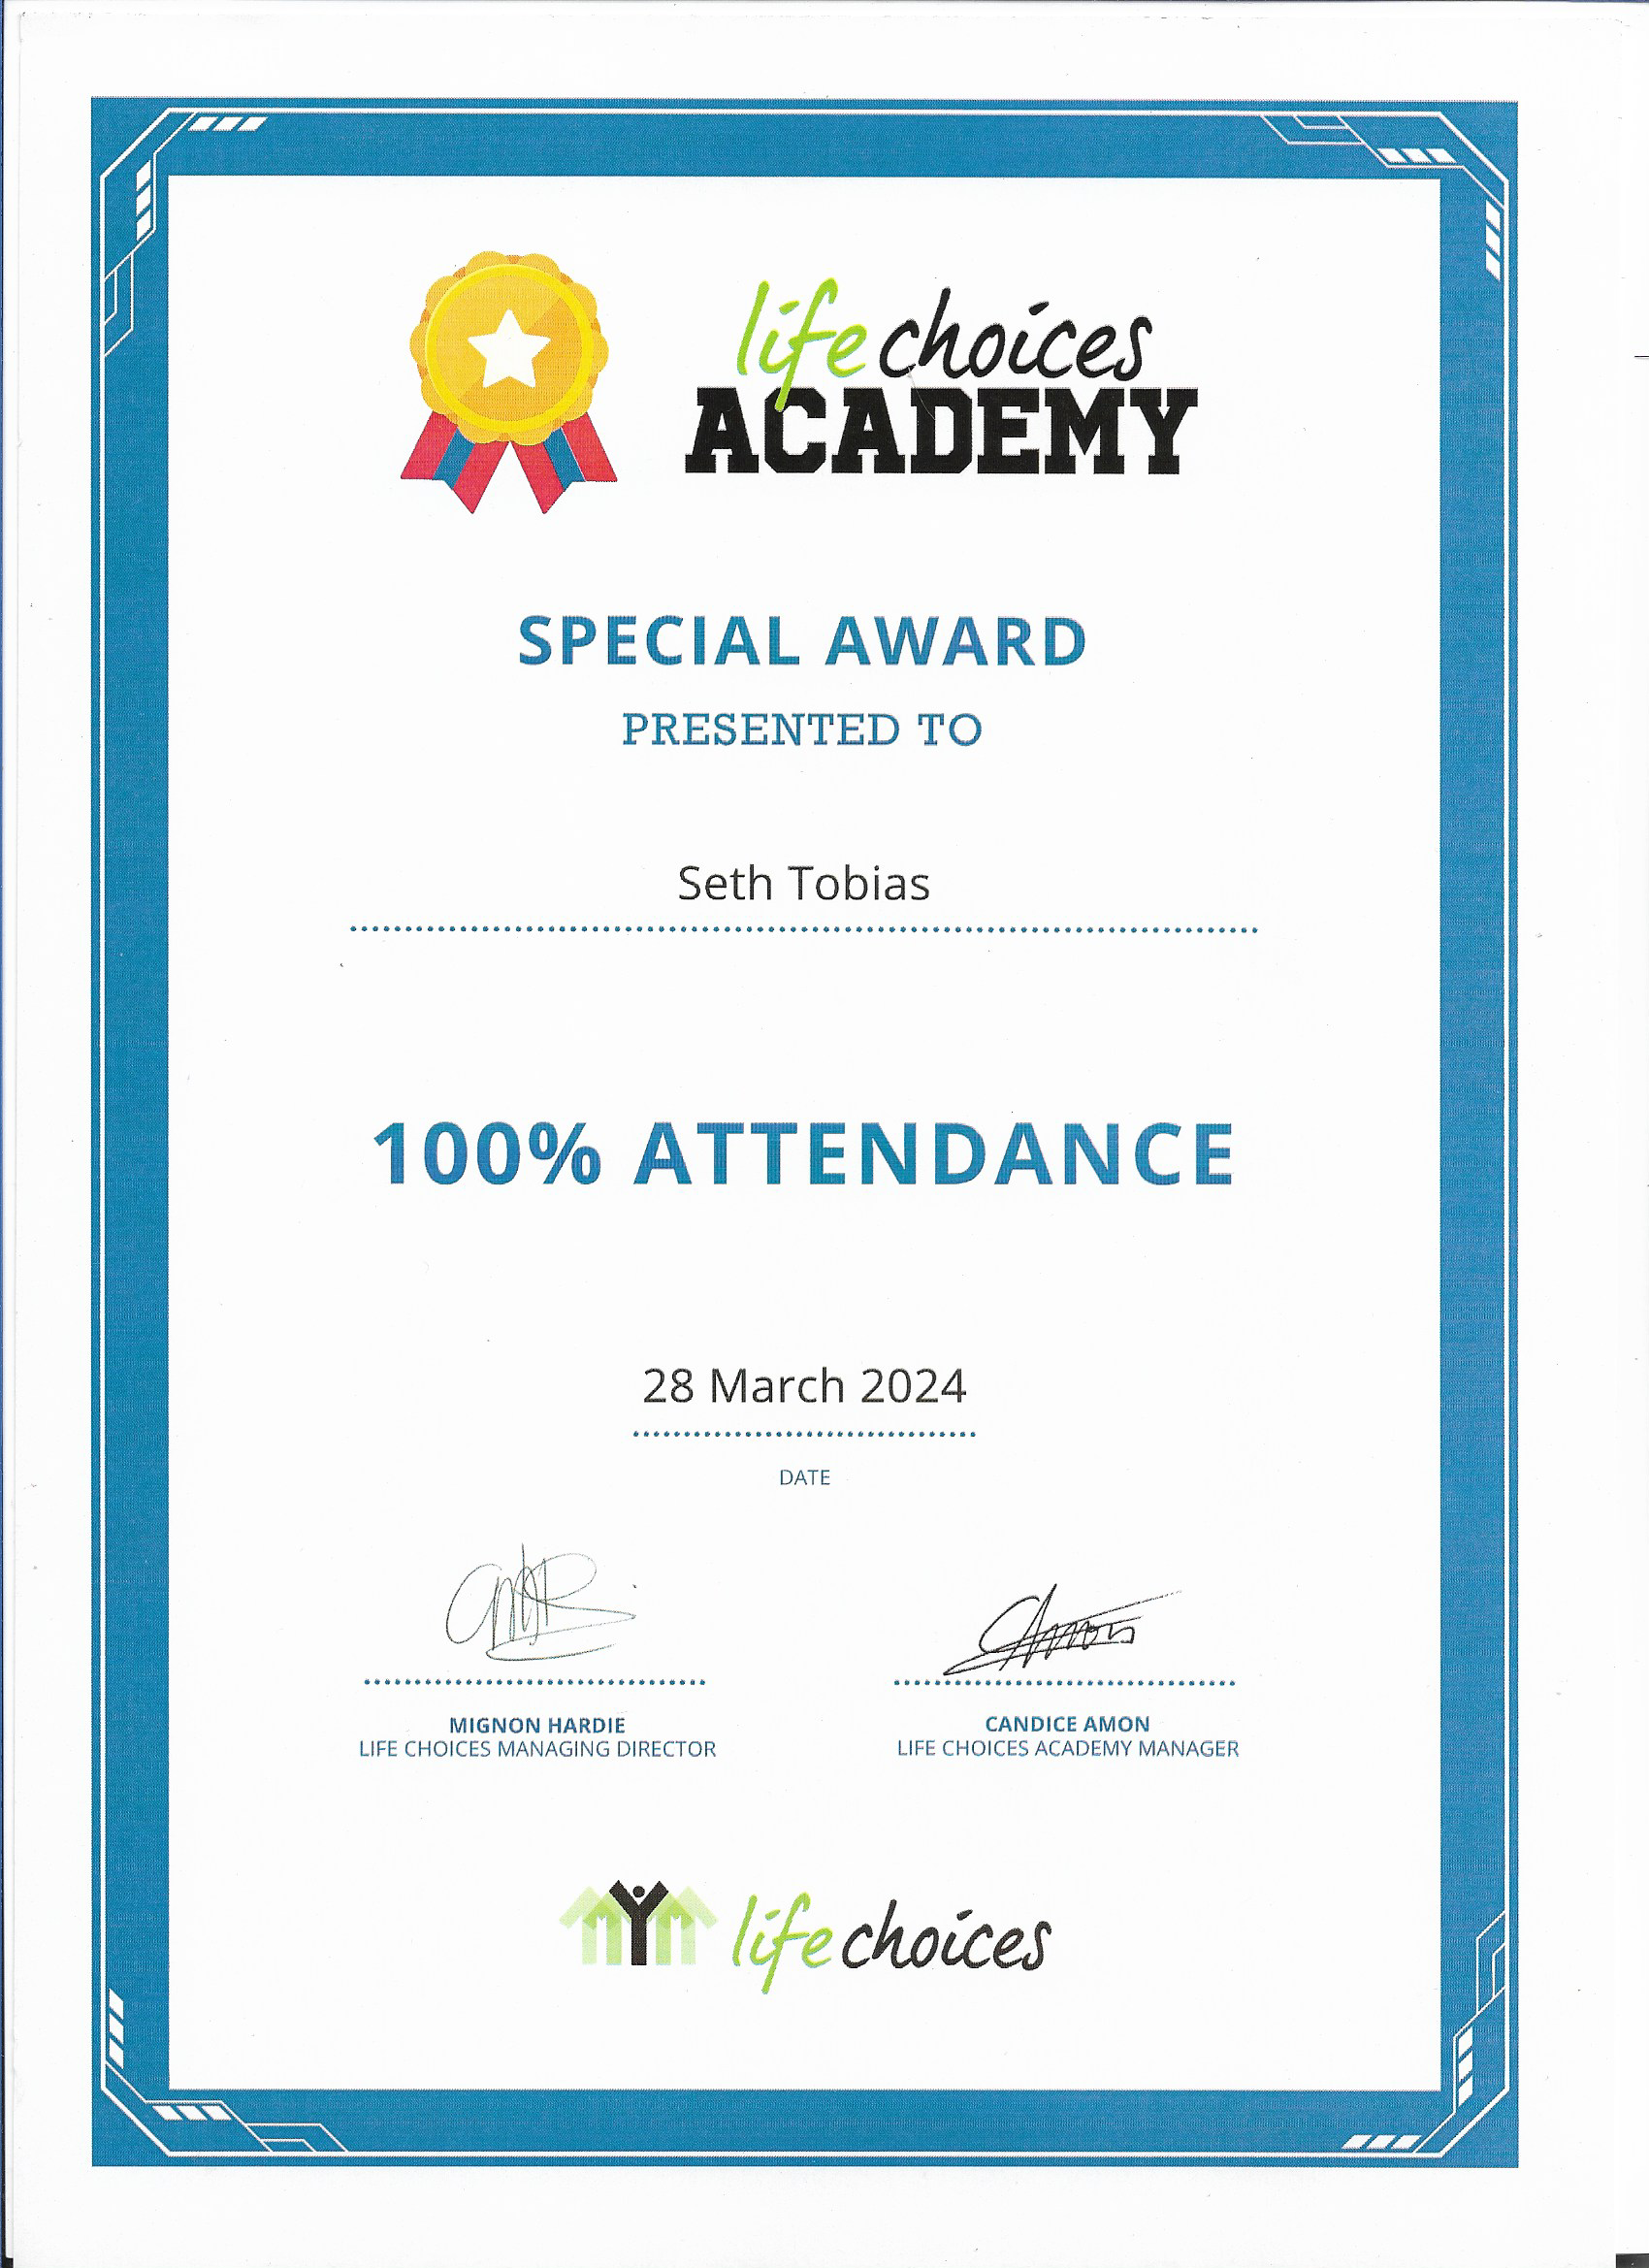 life choices
ACADEMY
SPECIAL AWARD
PRESENTED TO
Seth Tobias
100% ATTENDANCE
28 March 2024
DATE
MIGNON HARDIE
LIFE CHOICES MANAGING DIRECTOR
CANDICE AMON
LIFE CHOICES ACADEMY MANAGER
life choices